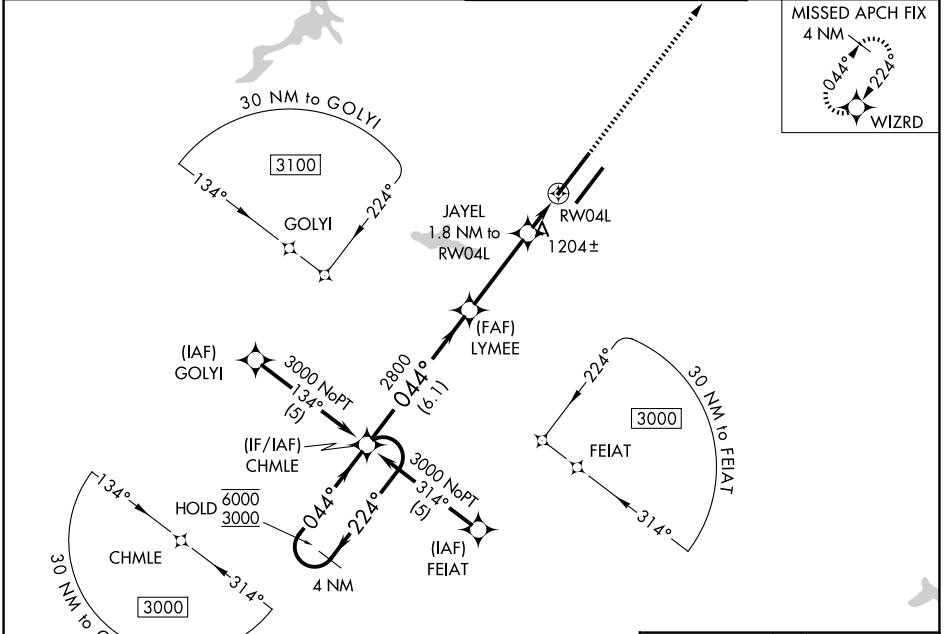 MISSED APCH FIX
4 NM
044°
224°
WIZRD
30 NM to GOLYI
3100
134°
224°
GOLYI
JAYEL
1.8 NM to
RW04L
RW04L
1204±
(FAF)
LYMEE
(IAF)
GOLYI
3000 NoPT
134°
(5)
2800
044°
(6.1)
(IF/IAF)
CHMLE
3000 NoPT
314°
(5)
(IAF)
FEIAT
HOLD
6000
3000
044°
224°
4 NM
224°
30 NM to FEIAT
3000
FEIAT
314°
134°
CHMLE
314°
3000
30 NM to